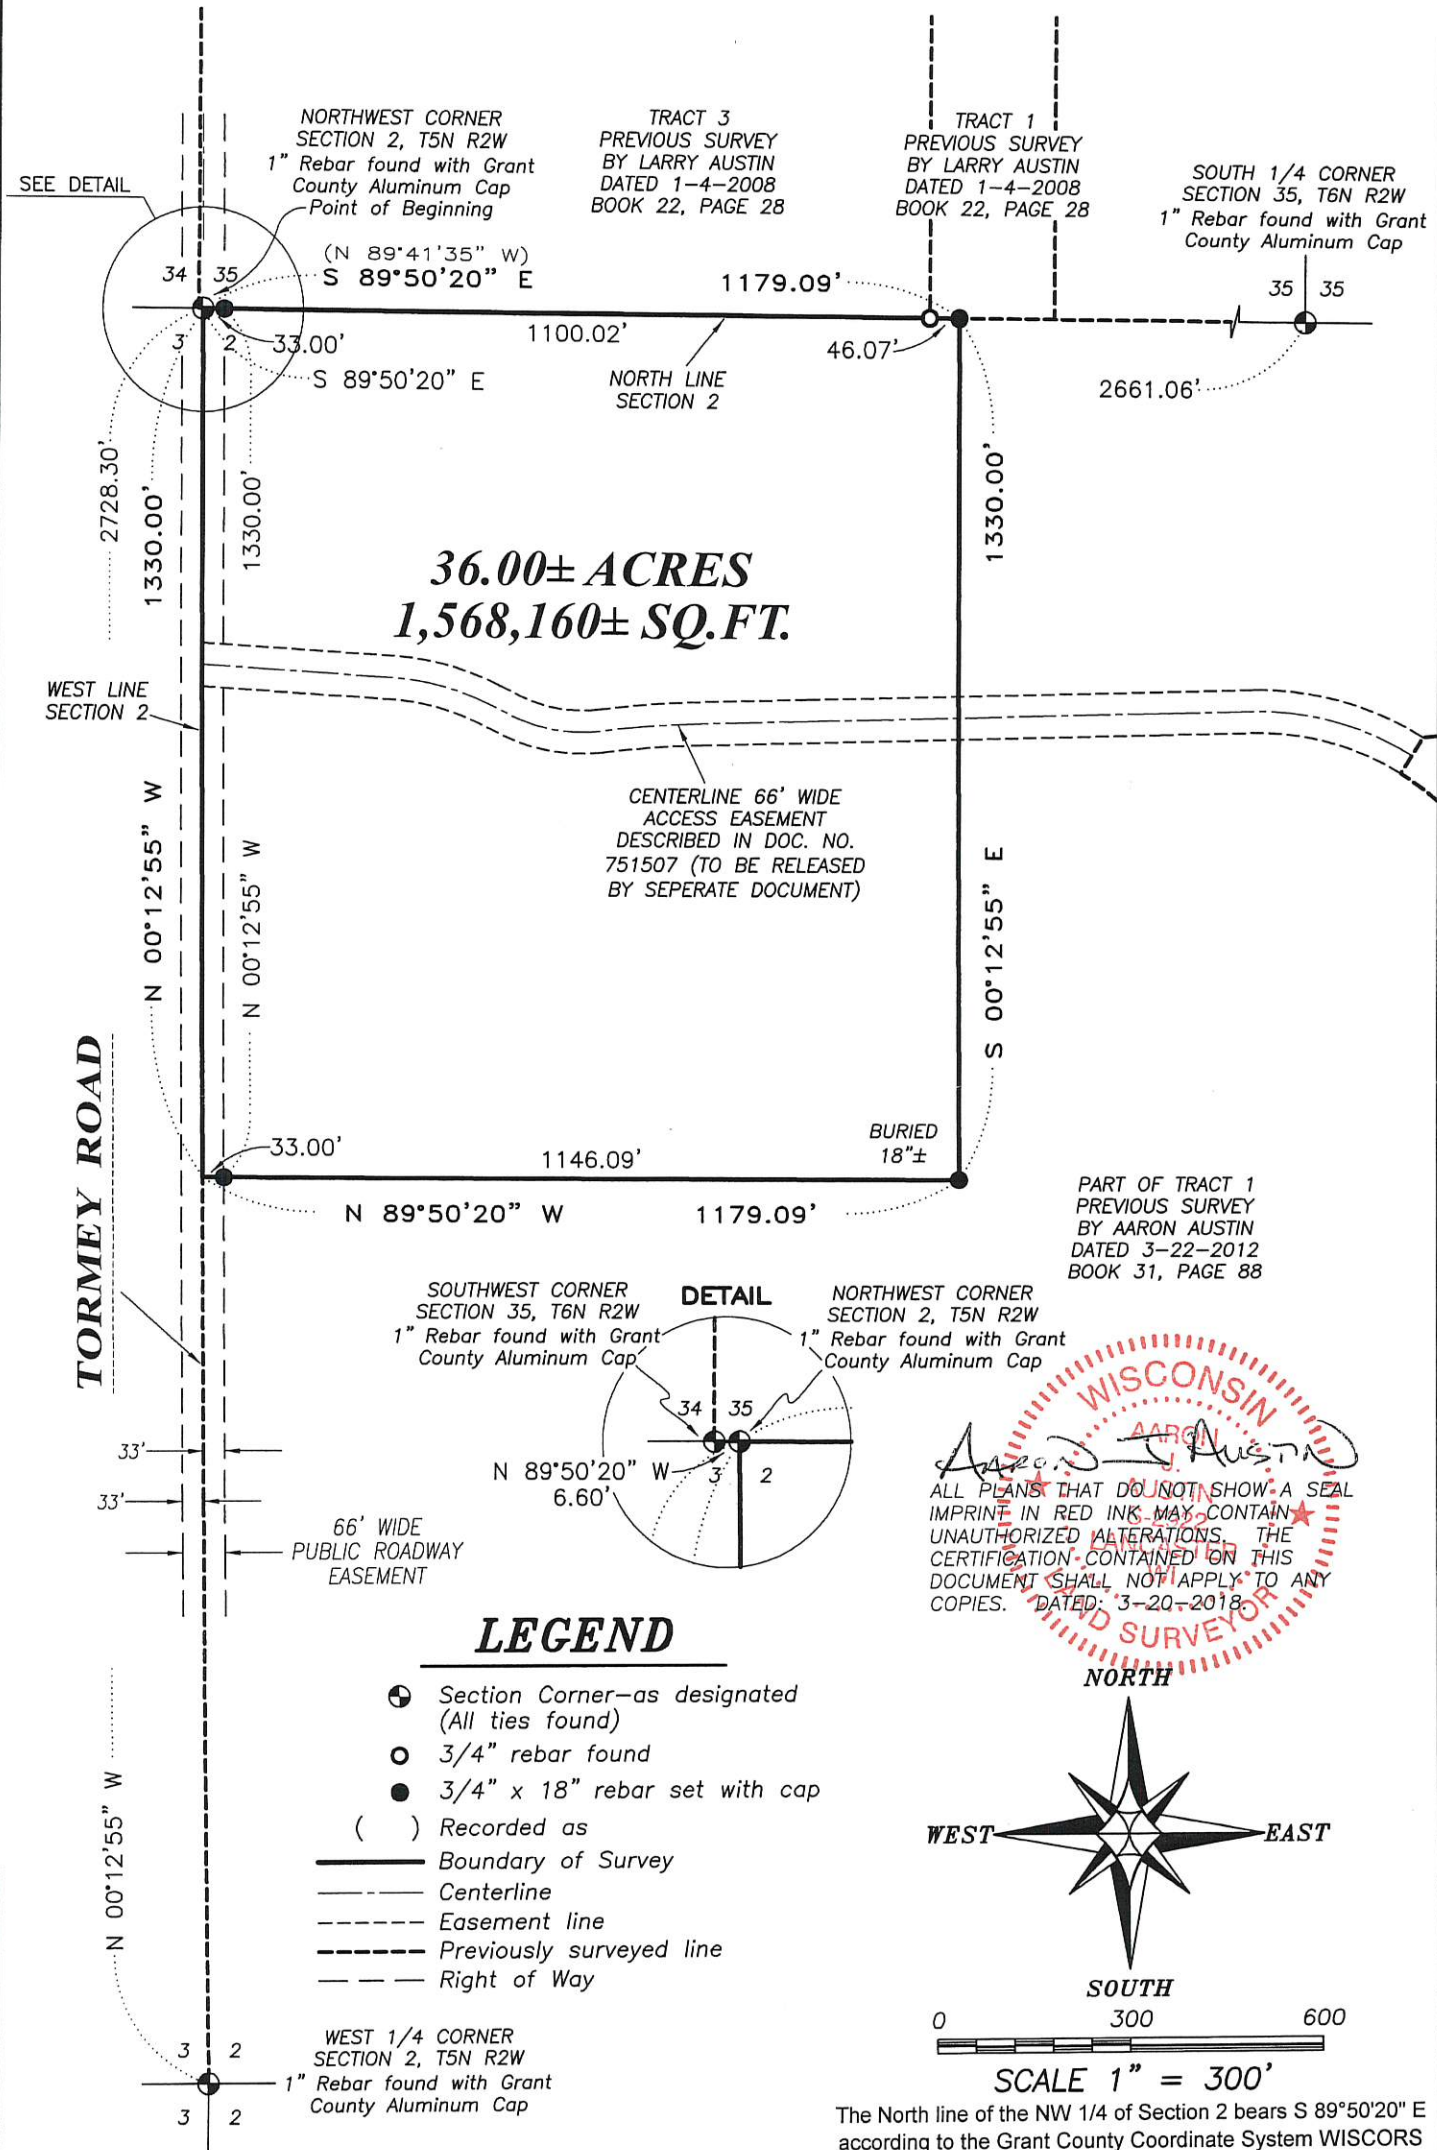 NORTHWEST CORNER
SECTION 2, T5N R2W
1" Rebar found with Grant
County Aluminum Cap
Point of Beginning
TRACT 3
PREVIOUS SURVEY
BY LARRY AUSTIN
DATED 1-4-2008
BOOK 22, PAGE 28
TRACT 1
PREVIOUS SURVEY
BY LARRY AUSTIN
DATED 1-4-2008
BOOK 22, PAGE 28
SOUTH 1/4 CORNER
SECTION 35, T6N R2W
1" Rebar found with Grant
County Aluminum Cap
SEE DETAIL
34 35
(N 89°41'35" W)
S 89°50'20" E
1179.09'
35 35
3 2
33.00'
1100.02'
46.07'
S 89°50'20" E
NORTH LINE
SECTION 2
2661.06'
2728.30'
1330.00'
1330.00'
1330.00'
36.00± ACRES
1,568,160± SQ.FT.
WEST LINE
SECTION 2
CENTERLINE 66' WIDE
ACCESS EASEMENT
DESCRIBED IN DOC. NO.
751507 (TO BE RELEASED
BY SEPERATE DOCUMENT)
N 00°12'55" W
N 00°12'55" W
S 00°12'55" E
TORMEY ROAD
33.00'
1146.09'
BURIED
18"±
N 89°50'20" W
1179.09'
PART OF TRACT 1
PREVIOUS SURVEY
BY AARON AUSTIN
DATED 3-22-2012
BOOK 31, PAGE 88
SOUTHWEST CORNER
SECTION 35, T6N R2W
1" Rebar found with Grant
County Aluminum Cap
DETAIL
NORTHWEST CORNER
SECTION 2, T5N R2W
1" Rebar found with Grant
County Aluminum Cap
34 35
3 2
N 89°50'20" W
6.60'
33'
33'
66' WIDE
PUBLIC ROADWAY
EASEMENT
WISCONSIN
AARON
J.
AUSTIN
S-2922
LANCASTER
WI
LAND SURVEYOR
Aaron J Austin
ALL PLANS THAT DO NOT SHOW A SEAL
IMPRINT IN RED INK MAY CONTAIN
UNAUTHORIZED ALTERATIONS. THE
CERTIFICATION CONTAINED ON THIS
DOCUMENT SHALL NOT APPLY TO ANY
COPIES. DATED: 3-20-2018.
LEGEND
Section Corner-as designated
(All ties found)
3/4" rebar found
3/4" x 18" rebar set with cap
( ) Recorded as
Boundary of Survey
Centerline
Easement line
Previously surveyed line
Right of Way
N 00°12'55" W
3 2
3 2
WEST 1/4 CORNER
SECTION 2, T5N R2W
1" Rebar found with Grant
County Aluminum Cap
NORTH
WEST
EAST
SOUTH
0 300 600
SCALE 1" = 300'
The North line of the NW 1/4 of Section 2 bears S 89°50'20" E
according to the Grant County Coordinate System WISCORS